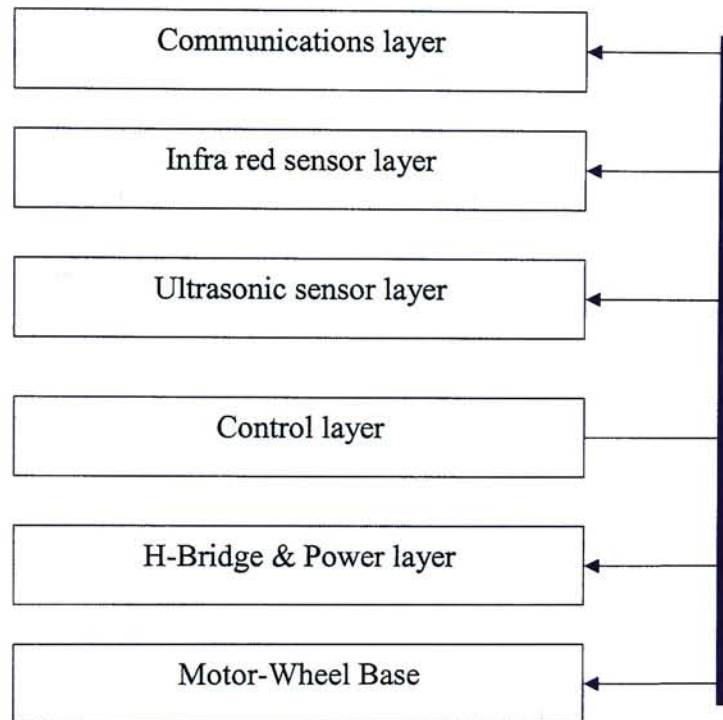 Communications layer
Infra red sensor layer
Ultrasonic sensor layer
Control layer
H-Bridge & Power layer
Motor-Wheel Base